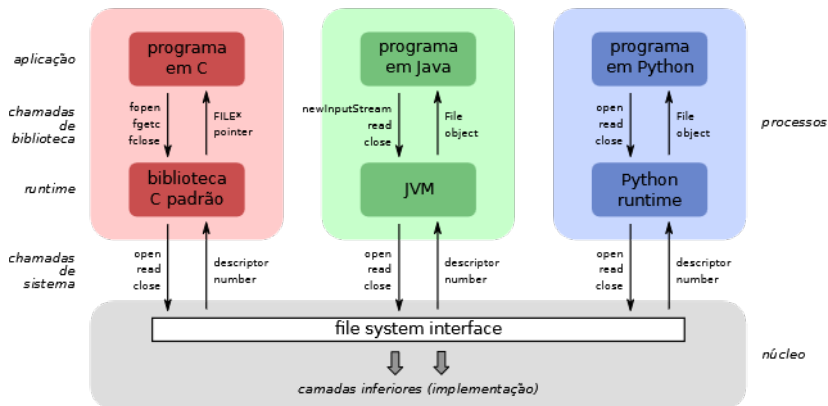 aplicação
programa
em C
programa
em Java
programa
em Python
chamadas
de
biblioteca
fopen
fgetc
fclose
FILE*
pointer
newInputStream
read
close
File
object
open
read
close
File
object
processos
runtime
biblioteca
C padrão
JVM
Python
runtime
chamadas
de
sistema
open
read
close
descriptor
number
open
read
close
descriptor
number
open
read
close
descriptor
number
file system interface
núcleo
camadas inferiores (implementação)